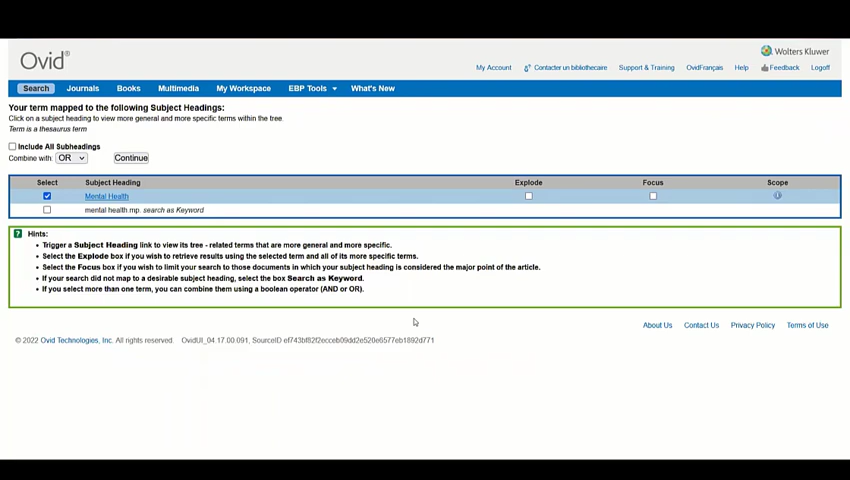 Ovid®
Wolters Kluwer
My Account Contacter un bibliothecaire Support & Training OvidFrançais Help Feedback Logoff
Search Journals Books Multimedia My Workspace EBP Tools What's New
Your term mapped to the following Subject Headings:
Click on a subject heading to view more general and more specific terms within the tree
Term is a thesaurus term
Include All Subheadings
Combine with: OR Continue
Select Subject Heading Explode Focus Scope
Mental Health
mental health mp. search as Keyword
? Hints:
• Trigger a Subject Heading link to view its tree - related terms that are more general and more specific.
• Select the Explode box if you wish to retrieve results using the selected term and all of its more specific terms.
• Select the Focus box if you wish to limit your search to those documents in which your subject heading is considered the major point of the article.
• If your search did not map to a desirable subject heading, select the box Search as Keyword.
• If you select more than one term, you can combine them using a boolean operator (AND or OR).
About Us Contact Us Privacy Policy Terms of Use
© 2022 Ovid Technologies, Inc. All rights reserved. OvidUI_04.17.00.091, SourceID